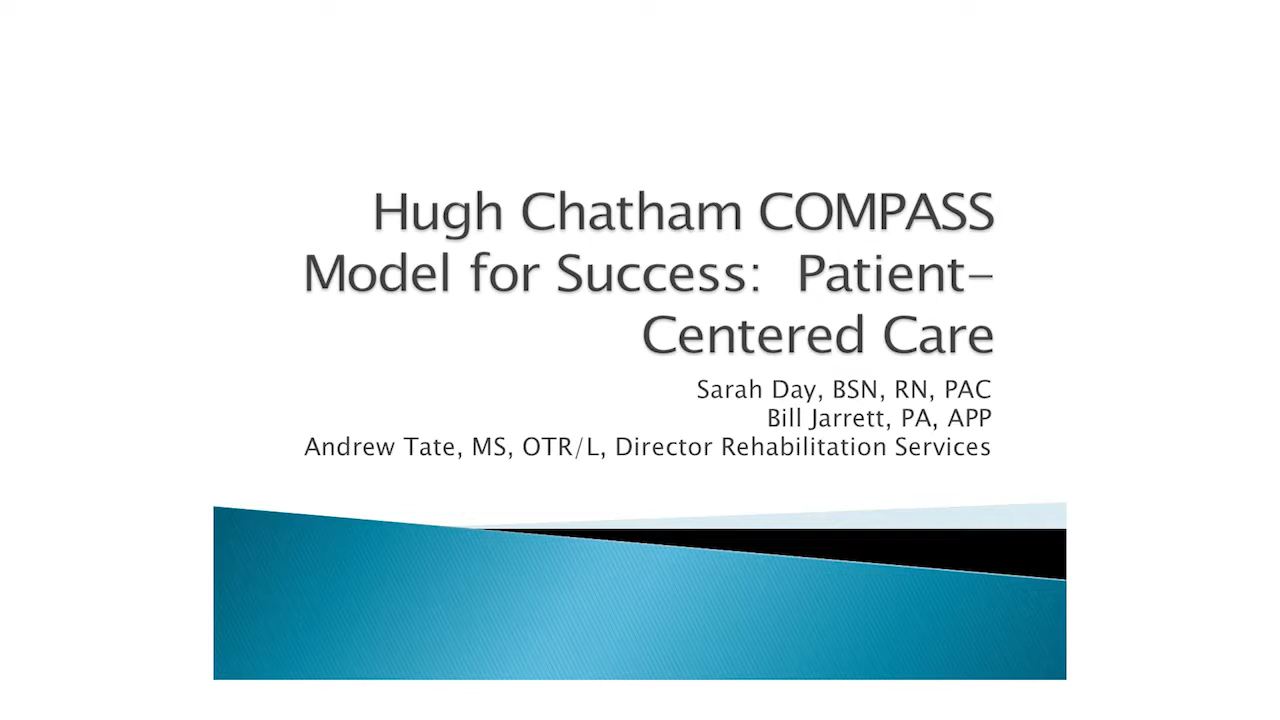 Hugh Chatham COMPASS
Model for Success:  Patient-
Centered Care
Sarah Day, BSN, RN, PAC
Bill Jarrett, PA, APP
Andrew Tate, MS, OTR/L, Director Rehabilitation Services